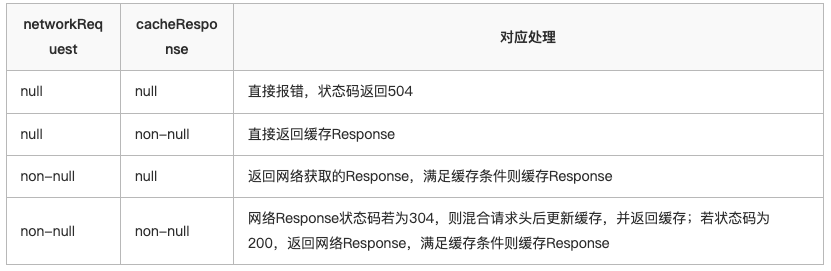 networkReq cacheRespo 对应处理
uest nse
null null 直接报错，状态码返回504
null non-null 直接返回缓存Response
non-null null 返回网络获取的Response，满足缓存条件则缓存Response
non-null non-null 网络Response状态码若为304，则混合请求头后更新缓存，并返回缓存；若状态码为
200，返回网络Response，满足缓存条件则缓存Response